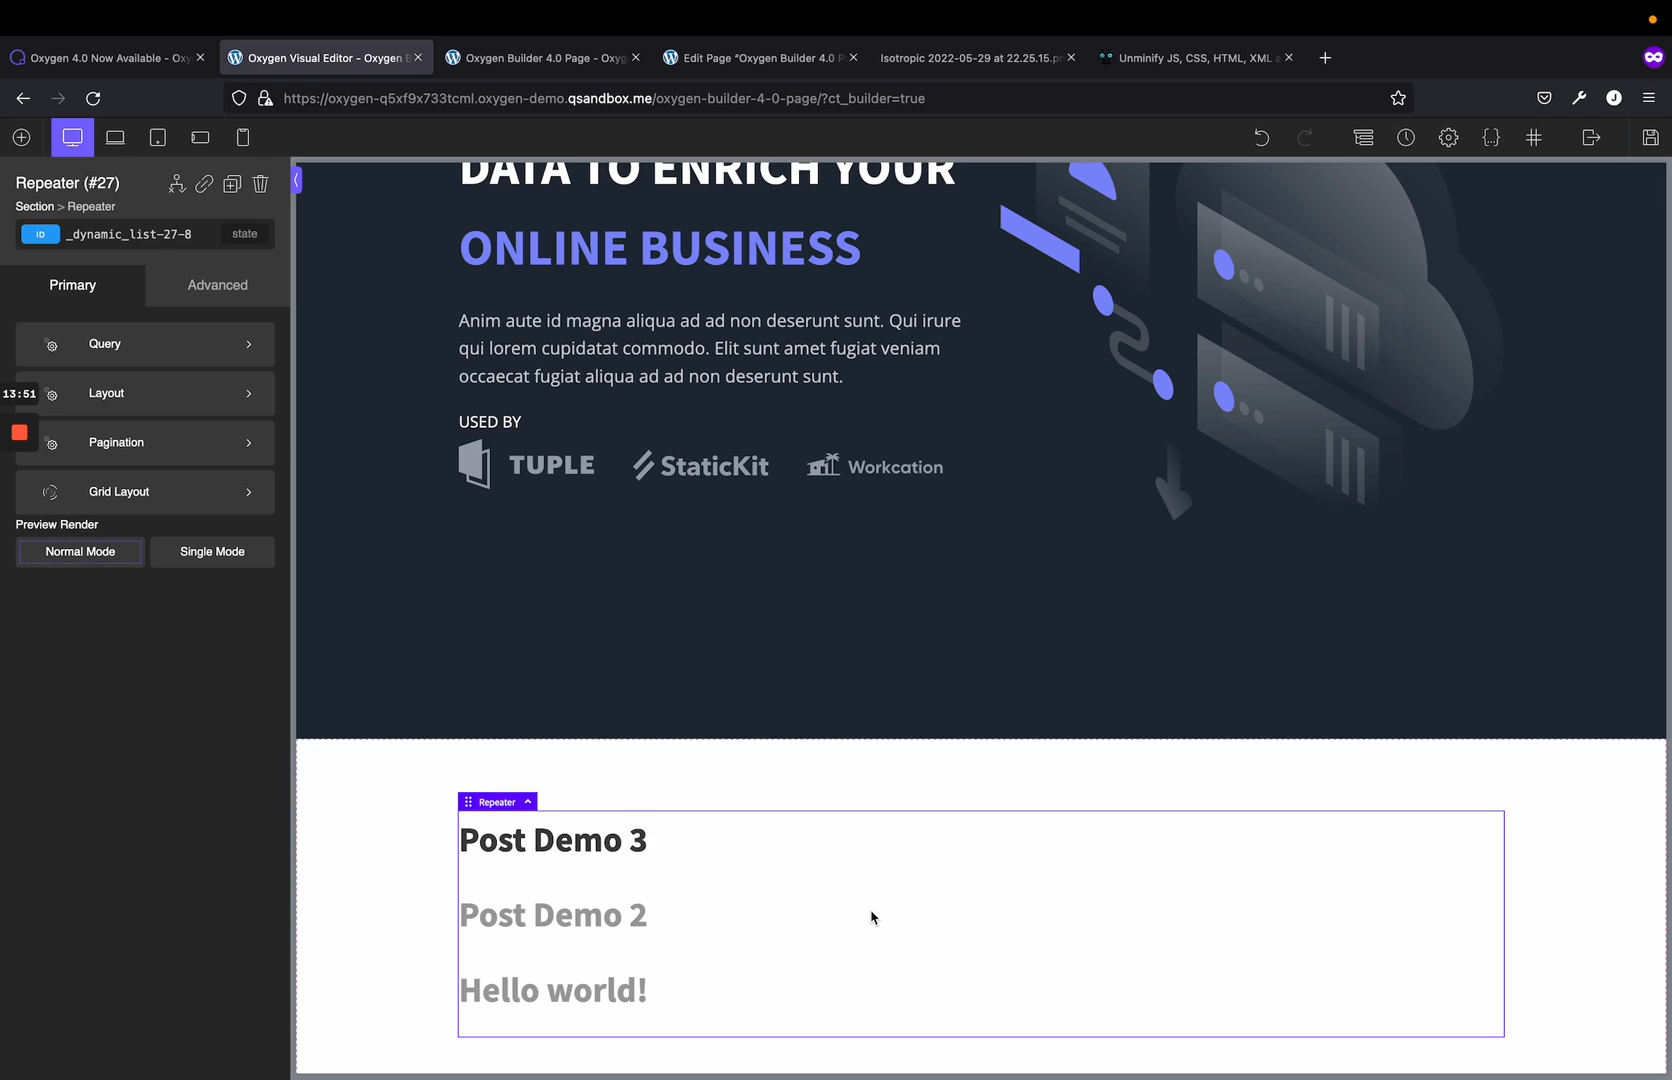 Oxygen 4.0 Now Available - Oxy
Oxygen Visual Editor - Oxygen B
Oxygen Builder 4.0 Page - Oxyg
Edit Page “Oxygen Builder 4.0 P
Isotropic 2022-05-29 at 22.25.15.pr
Unminify JS, CSS, HTML, XML a
https://oxygen-q5xf9x733tcml.oxygen-demo.qsandbox.me/oxygen-builder-4-0-page/?ct_builder=true
J
Repeater (#27)
Section > Repeater
ID _dynamic_list-27-8 state
Primary
Advanced
Query
Layout
13:51
Pagination
Grid Layout
Preview Render
Normal Mode
Single Mode
DATA TO ENRICH YOUR
ONLINE BUSINESS
Anim aute id magna aliqua ad ad non deserunt sunt. Qui irure
qui lorem cupidatat commodo. Elit sunt amet fugiat veniam
occaecat fugiat aliqua ad ad non deserunt sunt.
USED BY
TUPLE
StaticKit
Workcation
Repeater
Post Demo 3
Post Demo 2
Hello world!